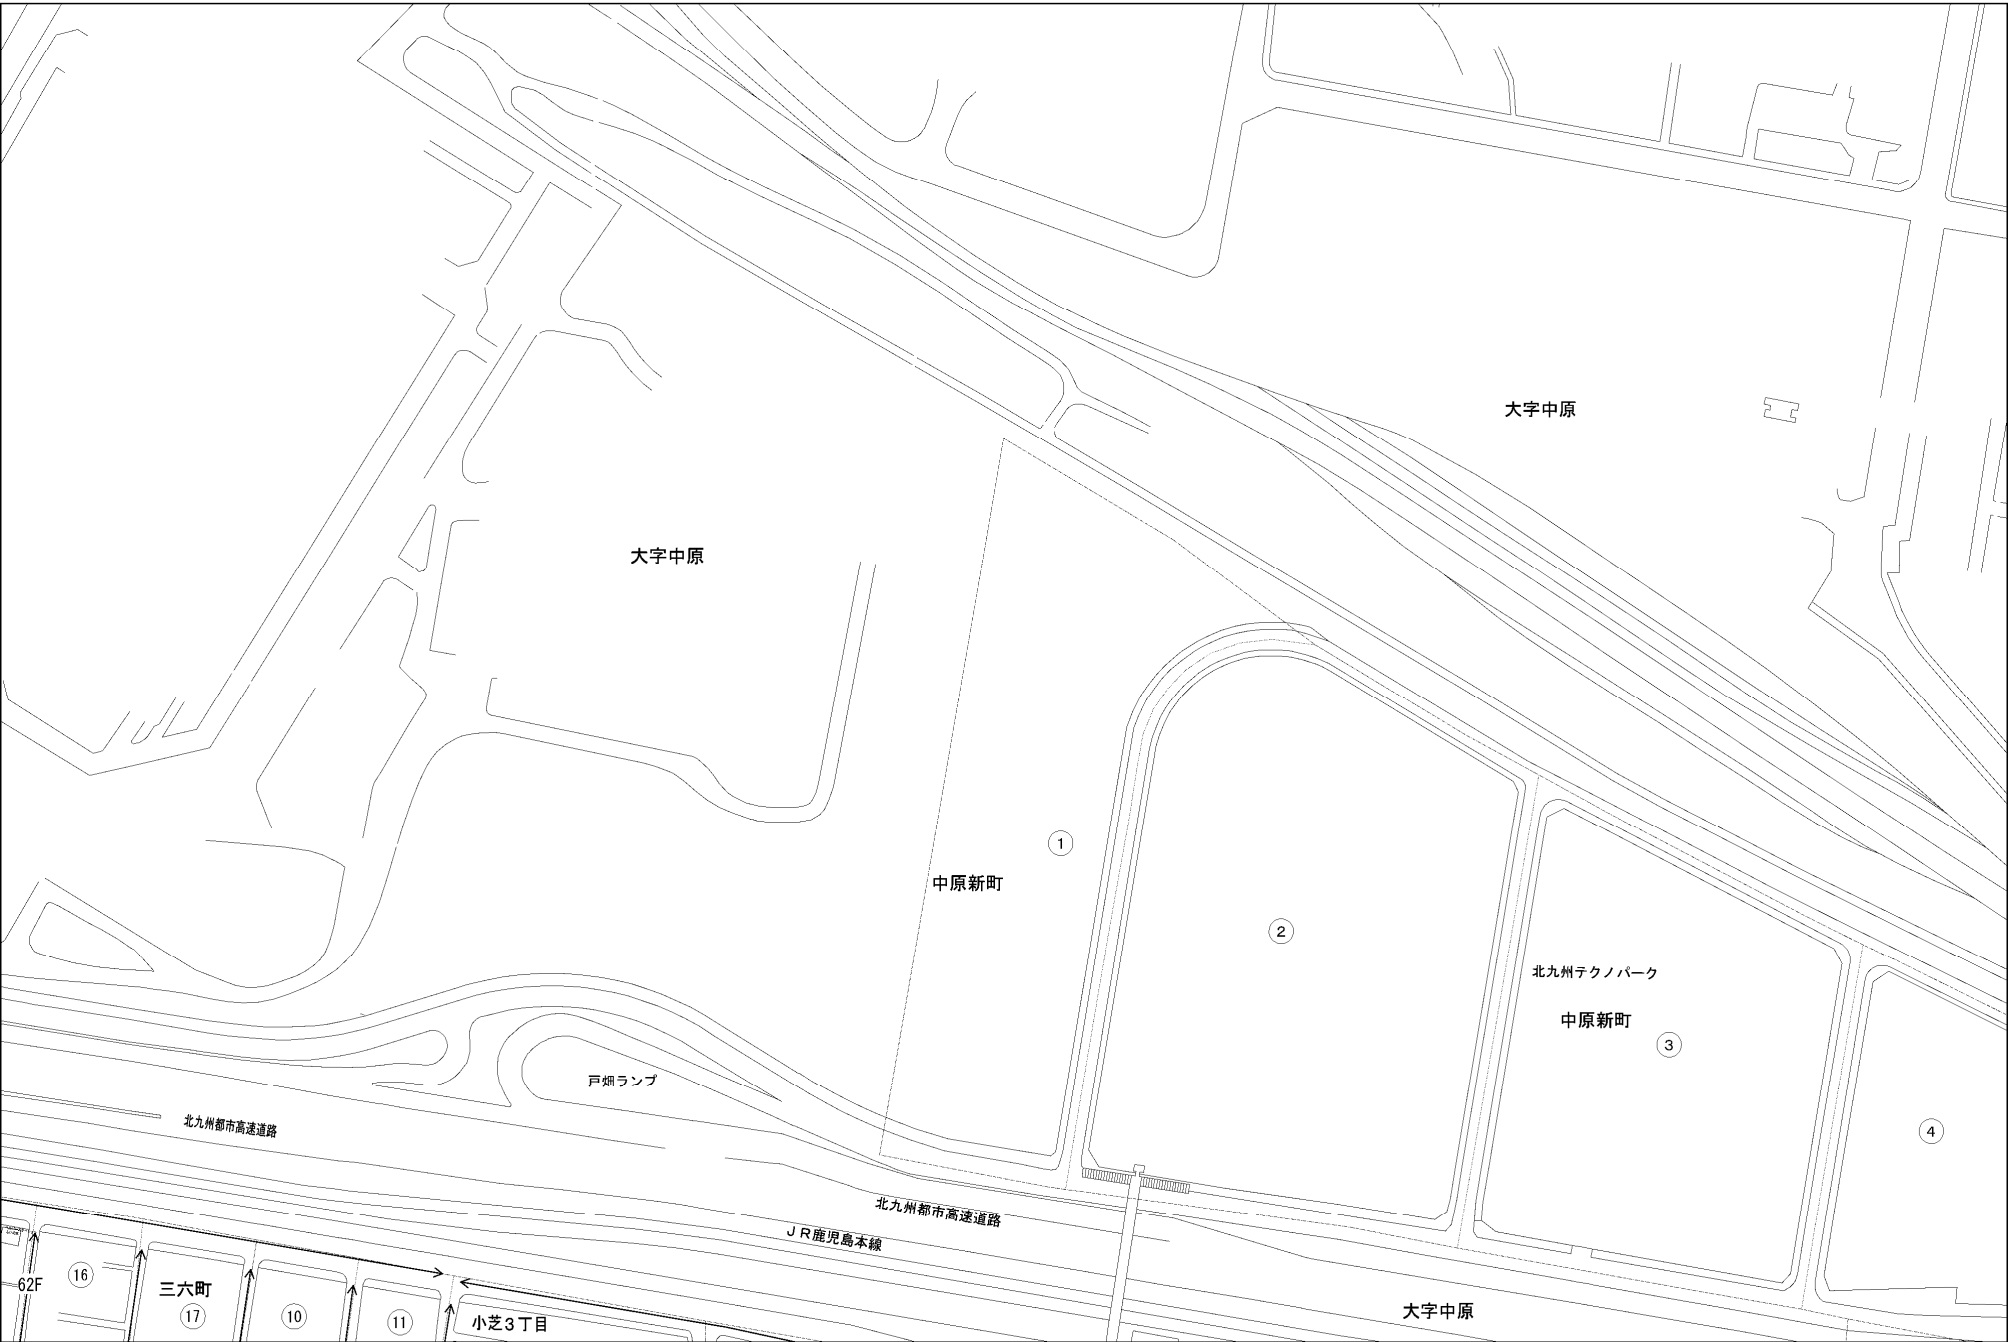 大字中原
大字中原
①
中原新町
②
北九州テクノパーク
中原新町
③
戸畑ランプ
④
北九州都市高速道路
北九州都市高速道路
JR鹿児島本線
62F
⑯
三六町
⑰
⑩
⑪
小芝3丁目
大字中原